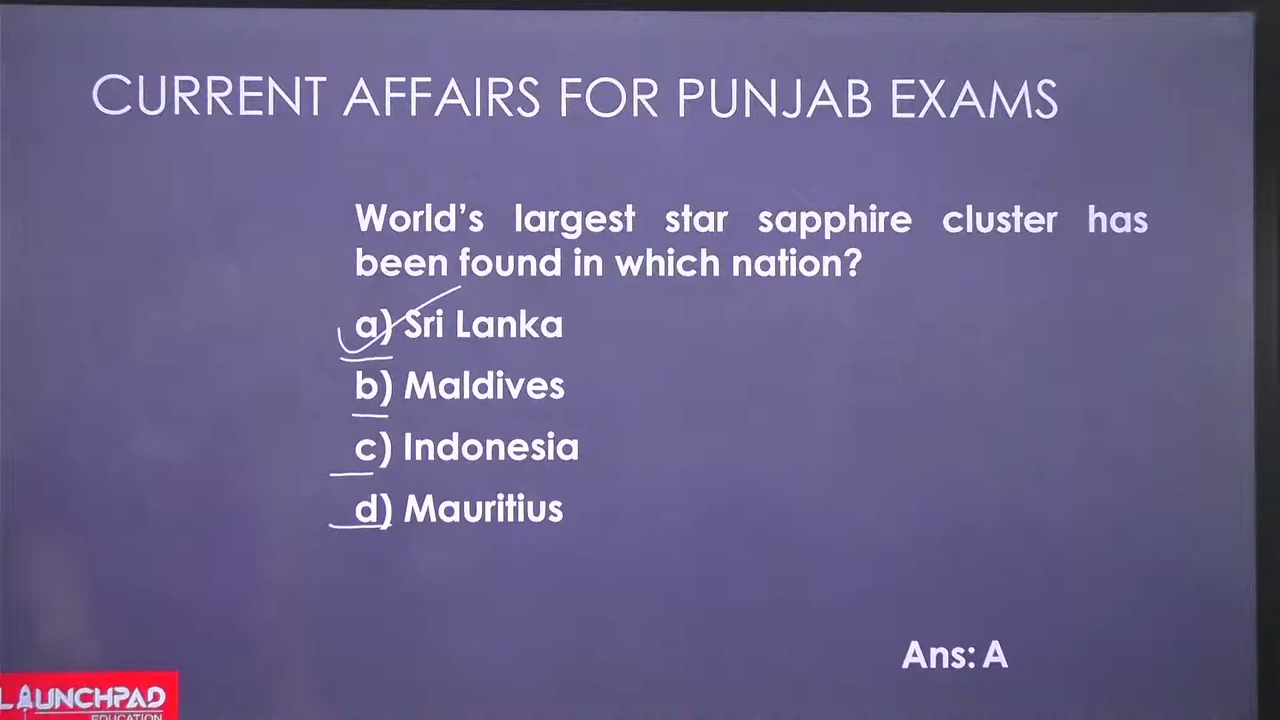 CURRENT AFFAIRS FOR PUNJAB EXAMS
World's largest star sapphire cluster has
been found in which nation?
a) Sri Lanka
b) Maldives
c) Indonesia
d) Mauritius
Ans: A
LAUNCHPAD
EDUCATION